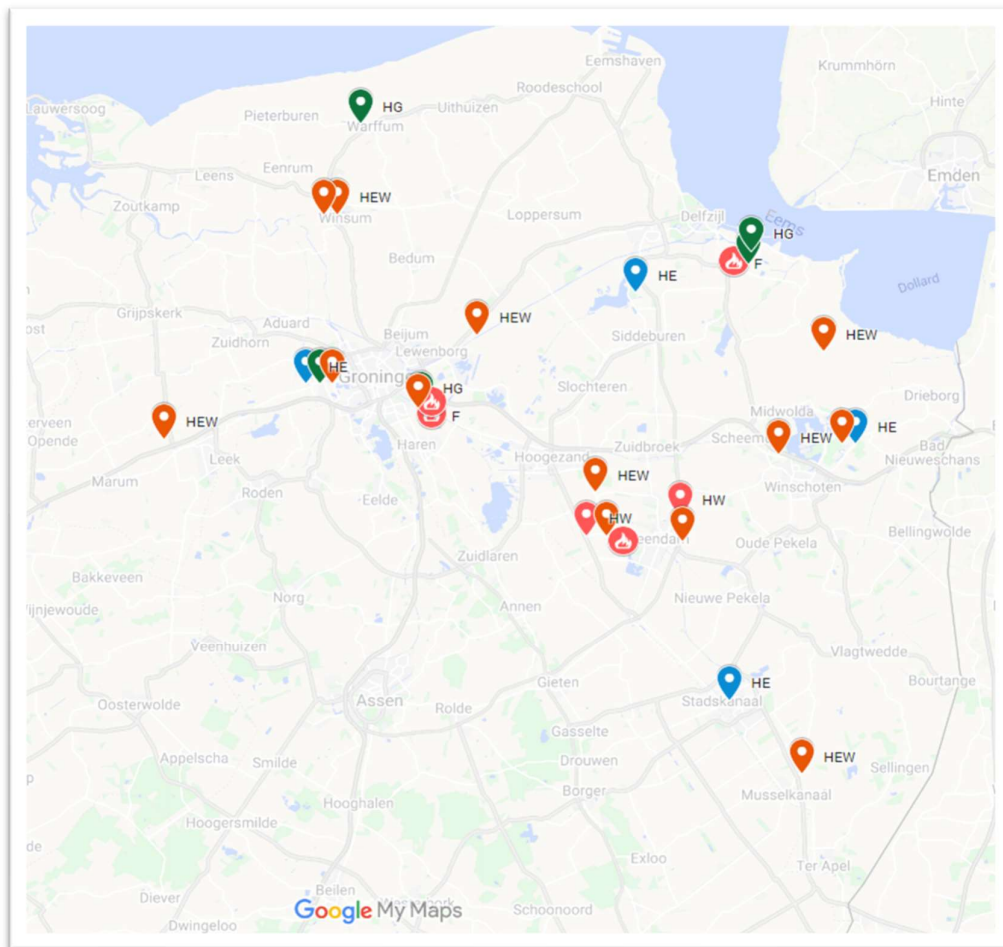 Eemshaven
Krummhörn
Roodeschool
Lauwersoog
Pieterburen
HG
Uithuizen
Warffum
Hinte
Eenrum
Leens
Emden
HEW
Zoutkamp
Winsum
Loppersum
Delfzijl
Eems
HG
Bedum
F
HE
Dollard
Grijpskerk
Aduard
HEW
Siddeburen
HEW
Zuidhorn
Beijum
Lewenborg
HE
HG
Slochteren
Drieborg
Midwolda
HEW
F
HEW
HE
Haren
Zuidbroek
Opende
Leek
Hoogezand
Bad
Nieuweschans
Marum
HEW
Winschoten
Roden
Eelde
HW
HW
Bellingwolde
Oude Pekela
Zuidlaren
Bakkeveen
Norg
Annen
Nieuwe Pekela
Veenhuizen
Vlagtwedde
Gieten
HE
Bourtange
Assen
Rolde
Stadskanaal
Oosterwolde
Gasselte
Appelscha
Smilde
Drouwen
HEW
Sellingen
Borger
Musselkanaal
Hooghalen
Hoogersmilde
Exloo
Ter Apel
Diever
Beilen
Google My Maps
Schoonoord
Dwingeloo